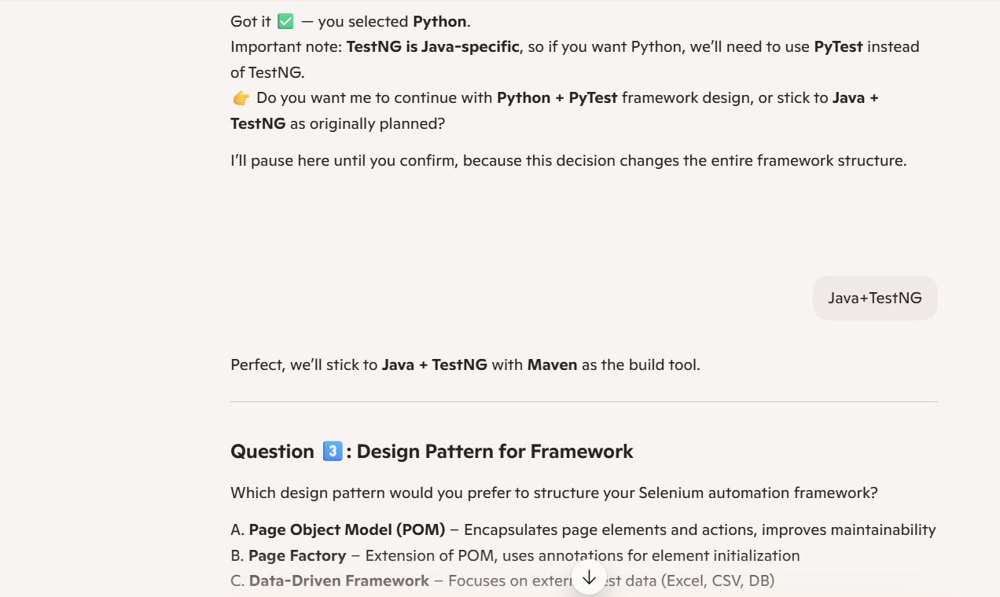 Got it ✅ — you selected Python.
Important note: TestNG is Java-specific, so if you want Python, we’ll need to use PyTest instead
of TestNG.
👉 Do you want me to continue with Python + PyTest framework design, or stick to Java +
TestNG as originally planned?
I’ll pause here until you confirm, because this decision changes the entire framework structure.
Java+TestNG
Perfect, we’ll stick to Java + TestNG with Maven as the build tool.
Question 3️⃣: Design Pattern for Framework
Which design pattern would you prefer to structure your Selenium automation framework?
A. Page Object Model (POM) – Encapsulates page elements and actions, improves maintainability
B. Page Factory – Extension of POM, uses annotations for element initialization
C. Data-Driven Framework – Focuses on data (Excel, CSV, DB)